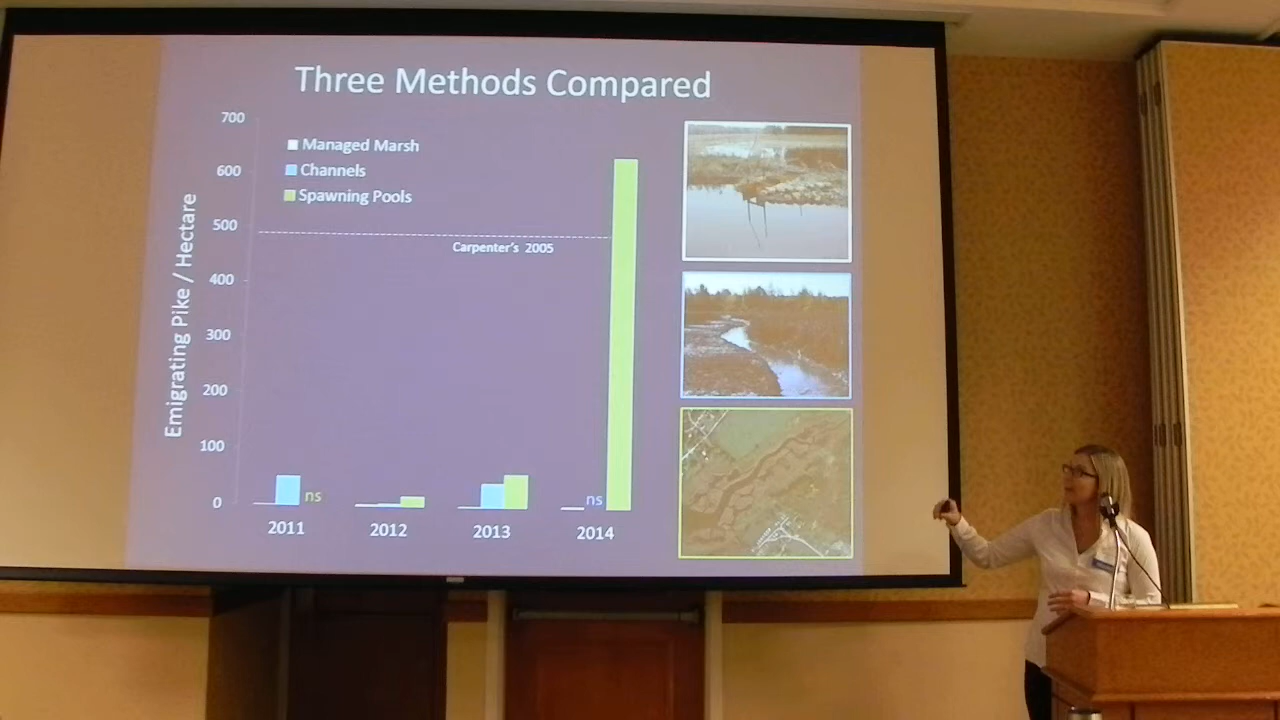 Three Methods Compared
700
600
500
400
300
200
100
0
Emigrating Pike / Hectare
Managed Marsh
Channels
Spawning Pools
Carpenter's 2005
ns
ns
2011
2012
2013
2014